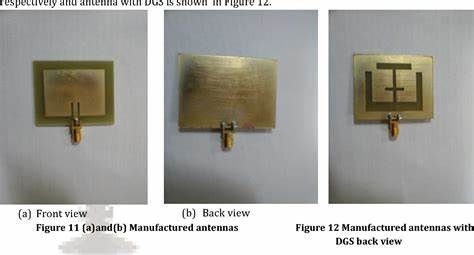 respectively and antenna with DGS is shown in Figure 12.
(a) Front view
(b) Back view
Figure 11 (a)and(b) Manufactured antennas
Figure 12 Manufactured antennas with
DGS back view